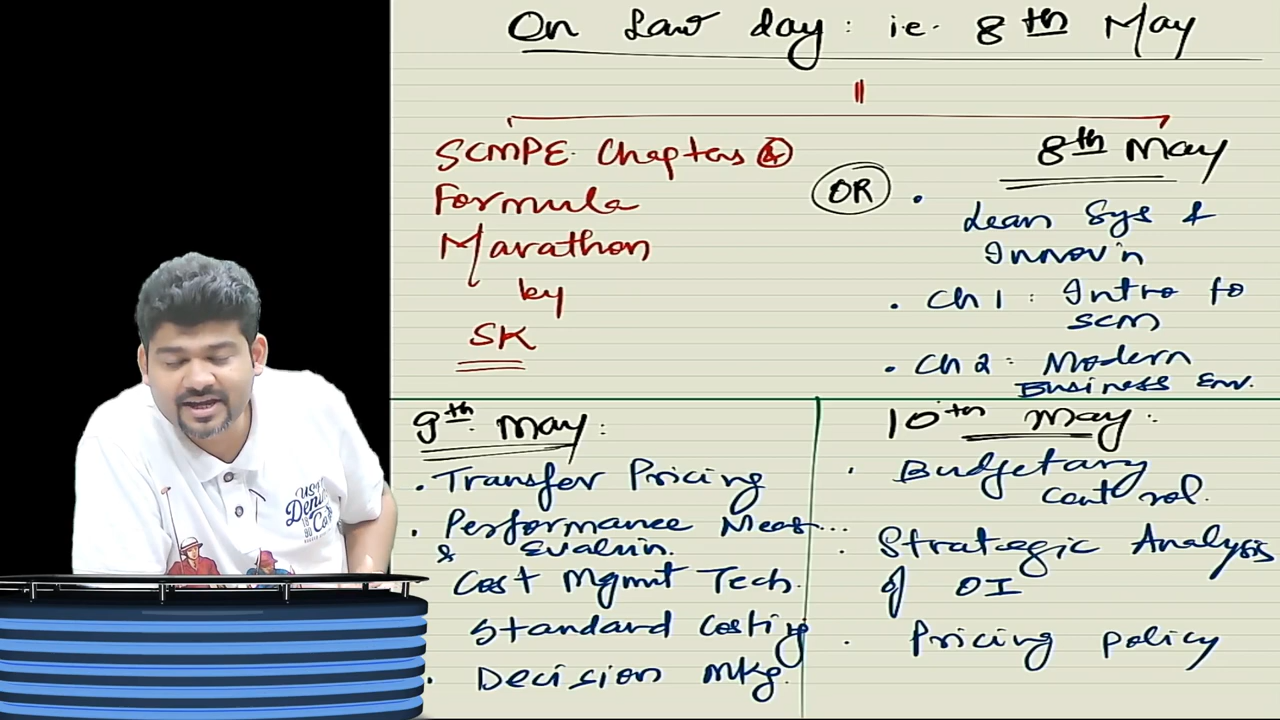 On Law day: ie. 8th May
SCMPE Chapters &
Formula
Marathon
by
SK
OR
8th May
• Lean Sys &
Innov'n
• Ch 1 : Intro to
SCM
• Ch 2 : Modern
Business Env.
9th May:
• Transfer Pricing
• Performance Meas...
& Evalu'n.
Cost Mgmt Tech.
Standard Costing
• Decision Mkg.
10th May:
• Budgetary
control.
• Strategic Analysis
of OI
• Pricing policy
Denim